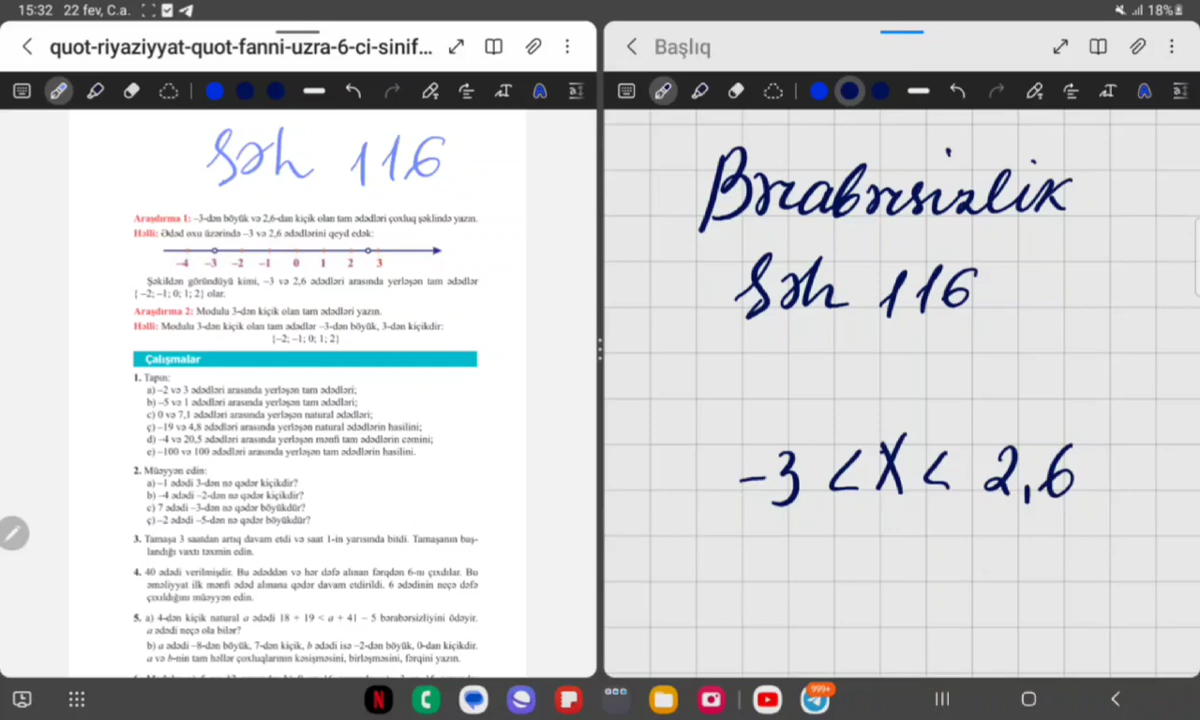 15:32 22 fev, C.a. 18%
quot-riyaziyyat-quot-fanni-uzra-6-ci-sinif...
Səh 116
Araşdırma 1: –3-dən böyük və 2,6-dan kiçik olan tam ədədləri çoxluq şəklində yazın.
Həlli: Ədəd oxu üzərində –3 və 2,6 ədədlərini qeyd edək:
–4 –3 –2 –1 0 1 2 3
Şəkildən göründüyü kimi, –3 və 2,6 ədədləri arasında yerləşən tam ədədlər
{–2; –1; 0; 1; 2} olar.
Araşdırma 2: Modulu 3-dən kiçik olan tam ədədləri yazın.
Həlli: Modulu 3-dən kiçik olan tam ədədlər –3-dən böyük, 3-dən kiçikdir:
{–2; –1; 0; 1; 2}
Çalışmalar
1. Tapın:
a) –2 və 3 ədədləri arasında yerləşən tam ədədləri;
b) –5 və 1 ədədləri arasında yerləşən tam ədədləri;
c) 0 və 7,1 ədədləri arasında yerləşən natural ədədləri;
ç) –19 və 4,8 ədədləri arasında yerləşən natural ədədlərin hasilini;
d) –4 və 20,5 ədədləri arasında yerləşən mənfi tam ədədlərin cəmini;
e) –100 və 100 ədədləri arasında yerləşən tam ədədlərin hasilini.
2. Müəyyən edin:
a) –1 ədədi 3-dən nə qədər kiçikdir?
b) –4 ədədi –2-dən nə qədər kiçikdir?
c) 7 ədədi –3-dən nə qədər böyükdür?
ç) –2 ədədi –5-dən nə qədər böyükdür?
3. Tamaşa 3 saatdan artıq davam etdi və saat 1-in yarısında bitdi. Tamaşanın baş-
landığı vaxtı təxmin edin.
4. 40 ədədi verilmişdir. Bu ədəddən və hər dəfə alınan fərqdən 6-nı çıxdılar. Bu
əməliyyat ilk mənfi ədəd alınana qədər davam etdirildi. 6 ədədinin neçə dəfə
çıxıldığını müəyyən edin.
5. a) 4-dən kiçik natural a ədədi 18 + 19 < a + 41 – 5 bərabərsizliyini ödəyir.
a ədədi neçə ola bilər?
b) a ədədi –8-dən böyük, 7-dən kiçik, b ədədi isə –2-dən böyük, 0-dan kiçikdir.
a və b-nin tam həllər çoxluqlarının kəsişməsini, birləşməsini, fərqini yazın.
Başlıq
Bərabərsizlik
Səh 116
-3 < X < 2,6
999+